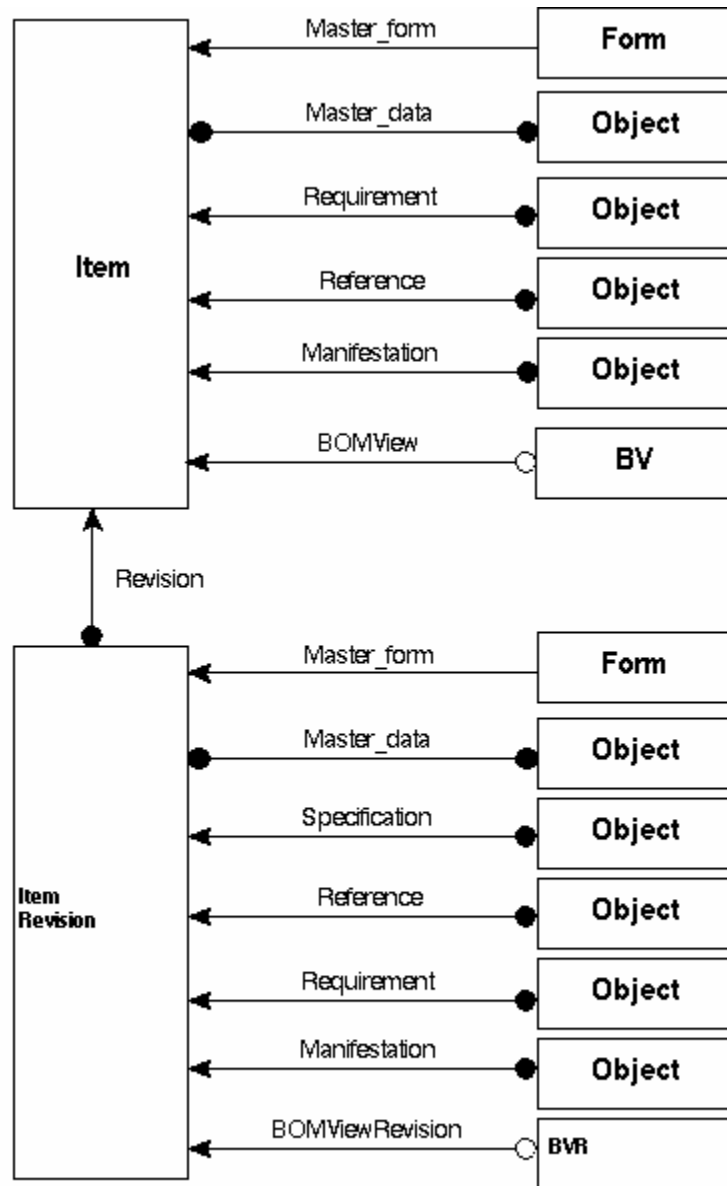 Master_form
Form
Master_data
Object
Requirement
Object
Item
Reference
Object
Manifestation
Object
BOMView
BV
Revision
Master_form
Form
Master_data
Object
Specification
Object
Item
Revision
Reference
Object
Requirement
Object
Manifestation
Object
BOMViewRevision
BVR